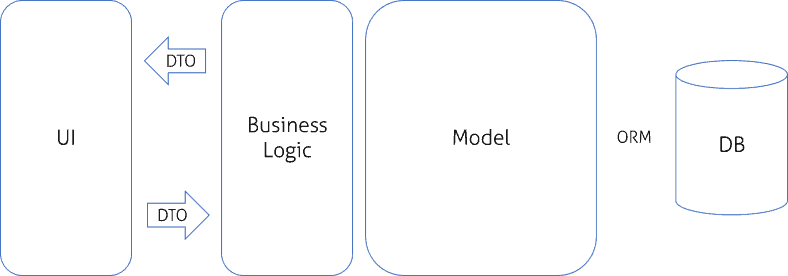 UI
DTO
DTO
Business
Logic
Model
ORM
DB